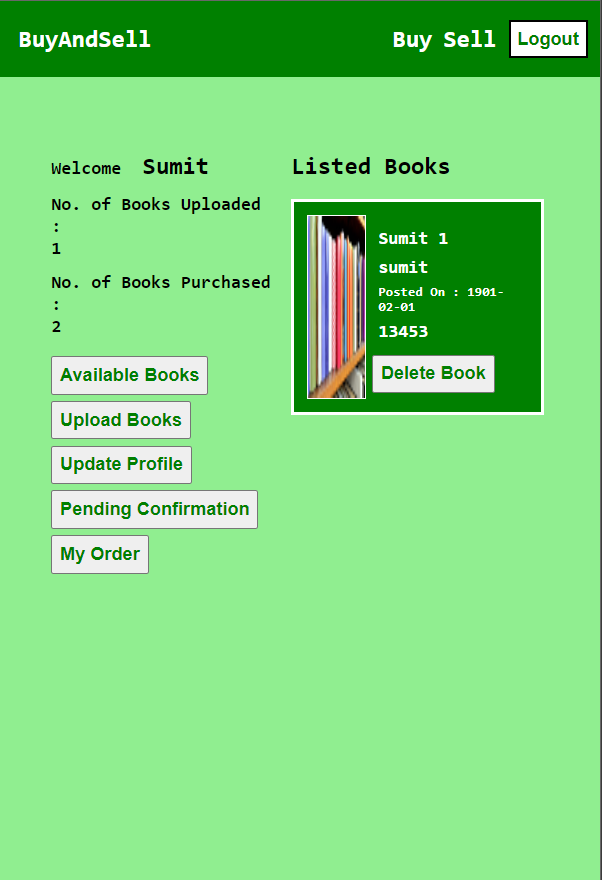 BuyAndSell
Buy Sell Logout
Welcome Sumit
No. of Books Uploaded
:
1
No. of Books Purchased
:
2
Available Books
Upload Books
Update Profile
Pending Confirmation
My Order
Listed Books
Sumit 1
sumit
Posted On : 1901-
02-01
13453
Delete Book